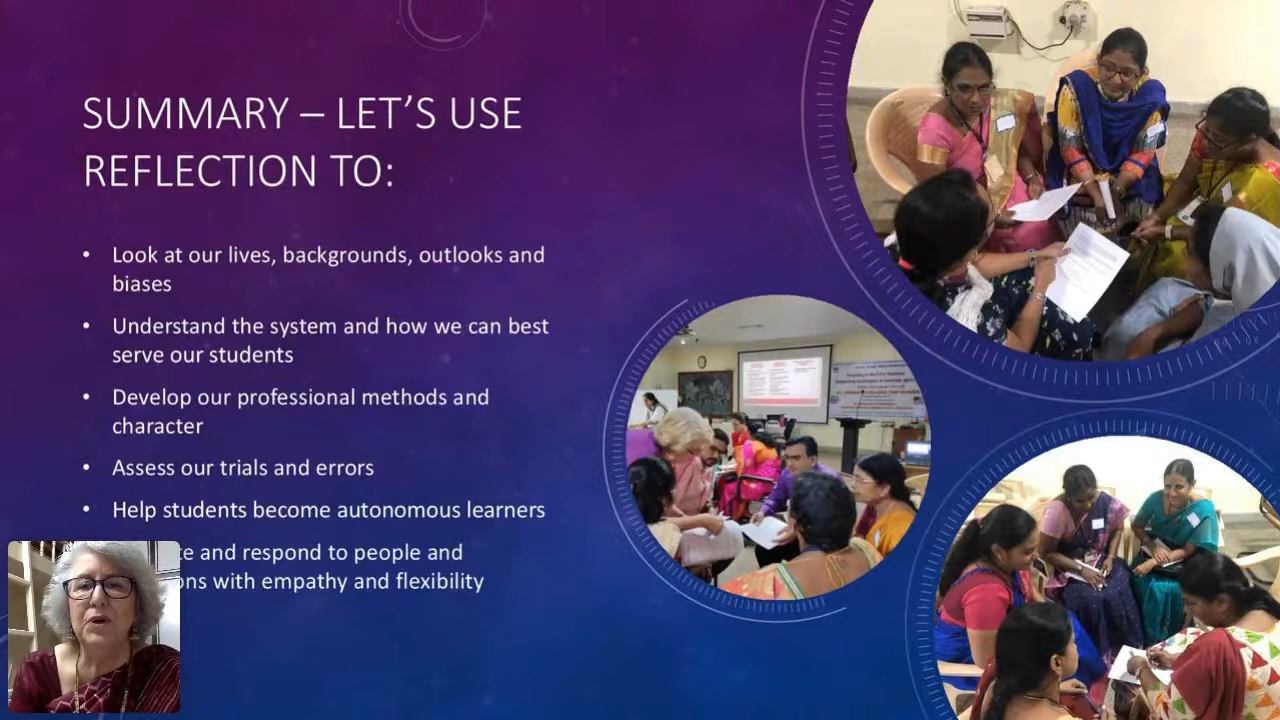 SUMMARY – LET'S USE
REFLECTION TO:
• Look at our lives, backgrounds, outlooks and
biases
• Understand the system and how we can best
serve our students
• Develop our professional methods and
character
• Assess our trials and errors
• Help students become autonomous learners
and respond to people and
with empathy and flexibility